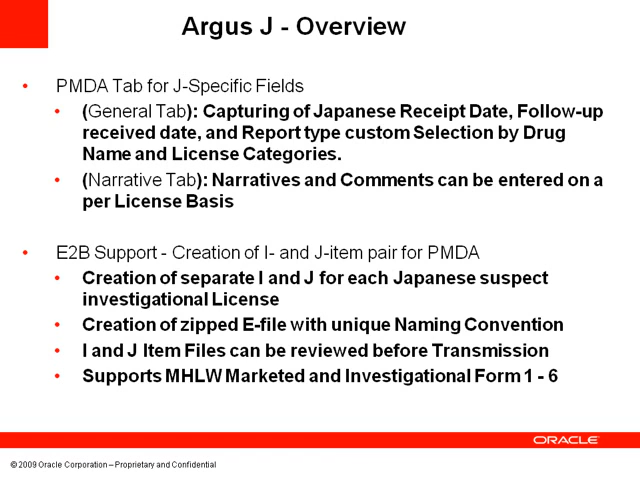 Argus J - Overview
• PMDA Tab for J-Specific Fields
• (General Tab): Capturing of Japanese Receipt Date, Follow-up
received date, and Report type custom Selection by Drug
Name and License Categories.
• (Narrative Tab): Narratives and Comments can be entered on a
per License Basis
• E2B Support - Creation of I- and J-item pair for PMDA
• Creation of separate I and J for each Japanese suspect
investigational License
• Creation of zipped E-file with unique Naming Convention
• I and J Item Files can be reviewed before Transmission
• Supports MHLW Marketed and Investigational Form 1 - 6
ORACLE
© 2009 Oracle Corporation – Proprietary and Confidential